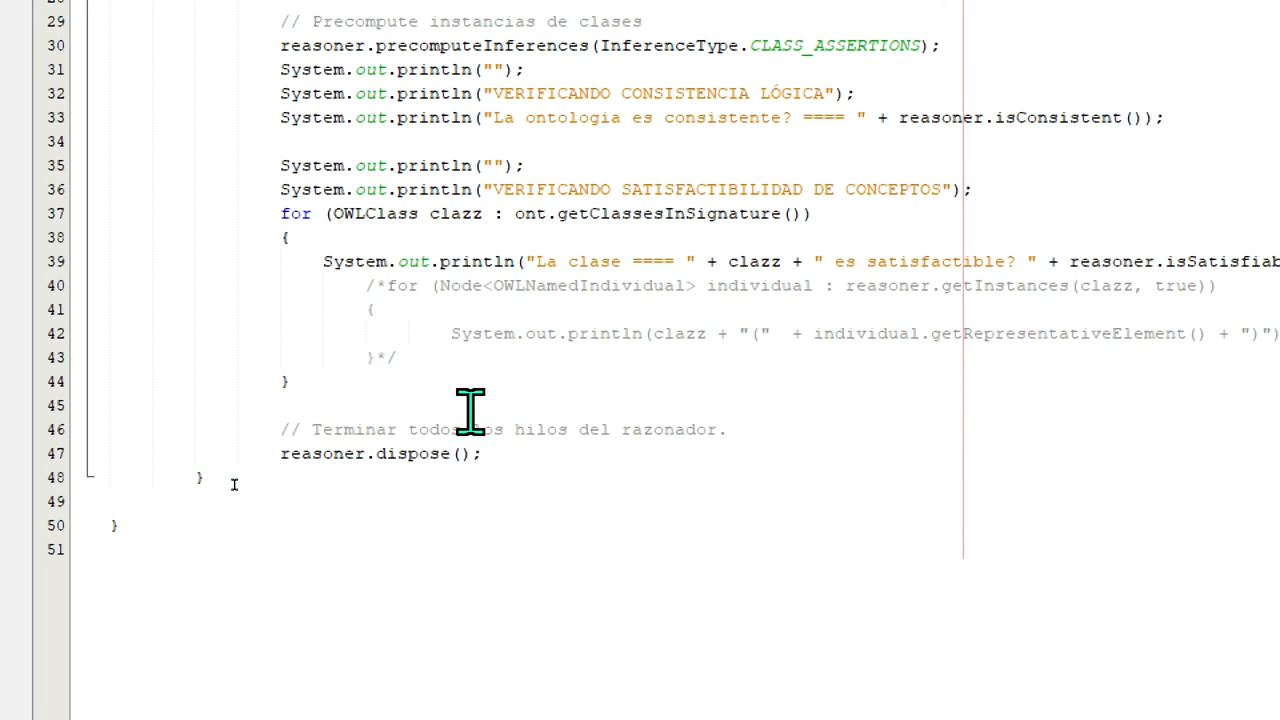 29 // Precompute instancias de clases
30 reasoner.precomputeInferences(InferenceType.CLASS_ASSERTIONS);
31 System.out.println("");
32 System.out.println("VERIFICANDO CONSISTENCIA LÓGICA");
33 System.out.println("La ontologia es consistente? ==== " + reasoner.isConsistent());
34
35 System.out.println("");
36 System.out.println("VERIFICANDO SATISFACTIBILIDAD DE CONCEPTOS");
37 for (OWLClass clazz : ont.getClassesInSignature())
38 {
39 System.out.println("La clase ==== " + clazz + " es satisfactible? " + reasoner.isSatisfiab
40 /*for (Node<OWLNamedIndividual> individual : reasoner.getInstances(clazz, true))
41 {
42 System.out.println(clazz + "(" + individual.getRepresentativeElement() + ")")
43 }*/
44 }
45
46 // Terminar todos los hilos del razonador.
47 reasoner.dispose();
48 }
49
50 }
51